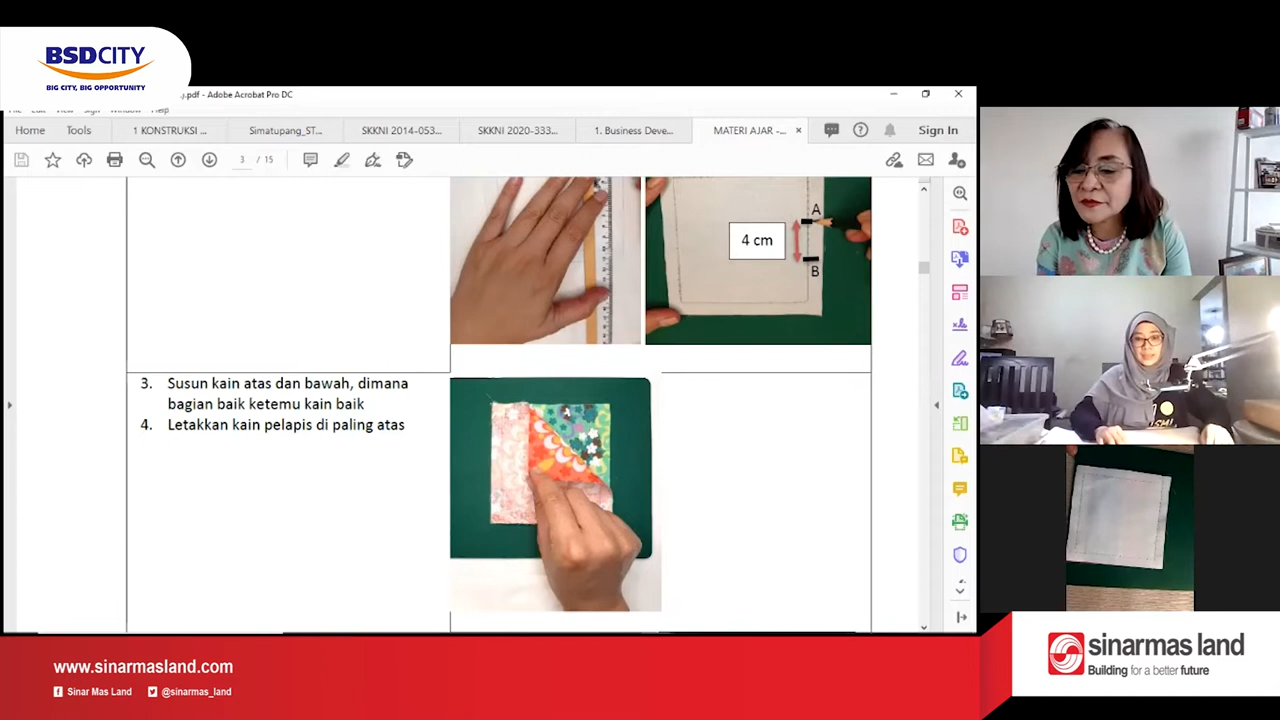 BSDCITY
BIG CITY, BIG OPPORTUNITY
.pdf - Adobe Acrobat Pro DC
Window Help
Home Tools 1 KONSTRUKSI ... Simatupang_ST... SKKNI 2014-053... SKKNI 2020-333... 1. Business Deve... MATERI AJAR -... × Sign In
3 / 15
A
4 cm
B
3. Susun kain atas dan bawah, dimana
bagian baik ketemu kain baik
4. Letakkan kain pelapis di paling atas
www.sinarmasland.com
Sinar Mas Land @sinarmas_land
sinarmas land
Building for a better future